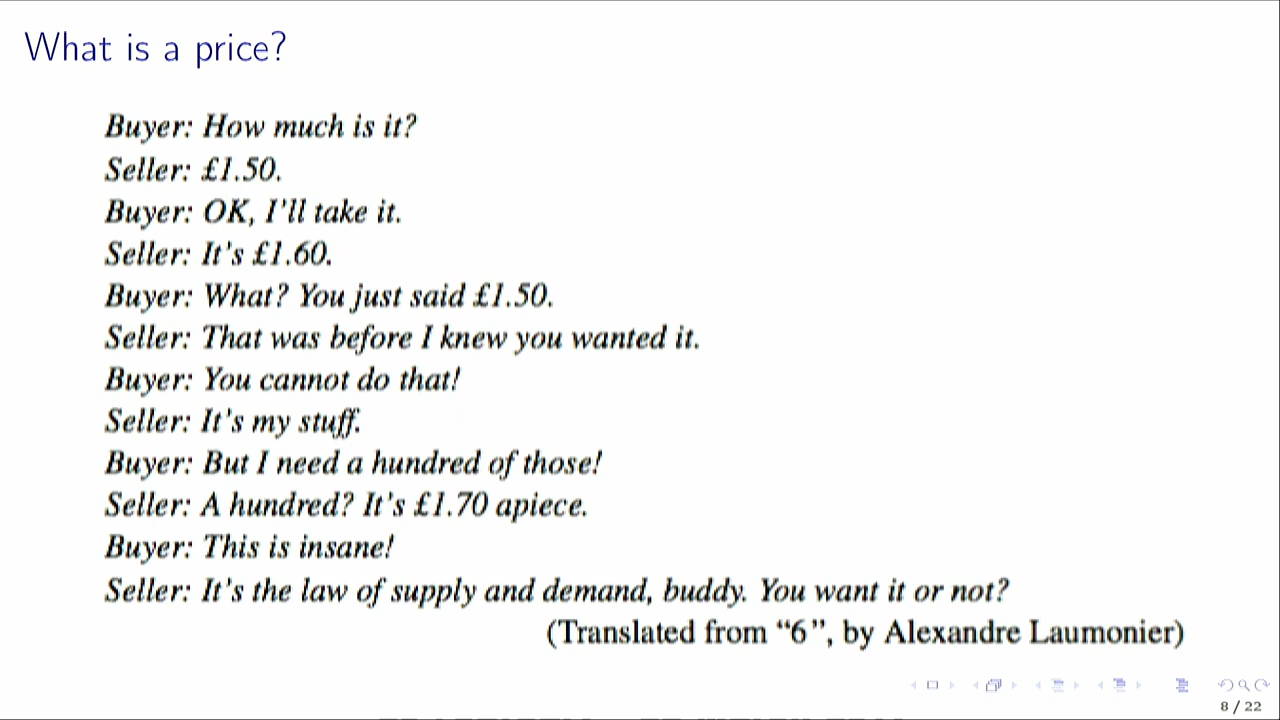 What is a price?
Buyer: How much is it?
Seller: £1.50.
Buyer: OK, I'll take it.
Seller: It's £1.60.
Buyer: What? You just said £1.50.
Seller: That was before I knew you wanted it.
Buyer: You cannot do that!
Seller: It's my stuff.
Buyer: But I need a hundred of those!
Seller: A hundred? It's £1.70 apiece.
Buyer: This is insane!
Seller: It's the law of supply and demand, buddy. You want it or not?
(Translated from “6”, by Alexandre Laumonier)
8 / 22